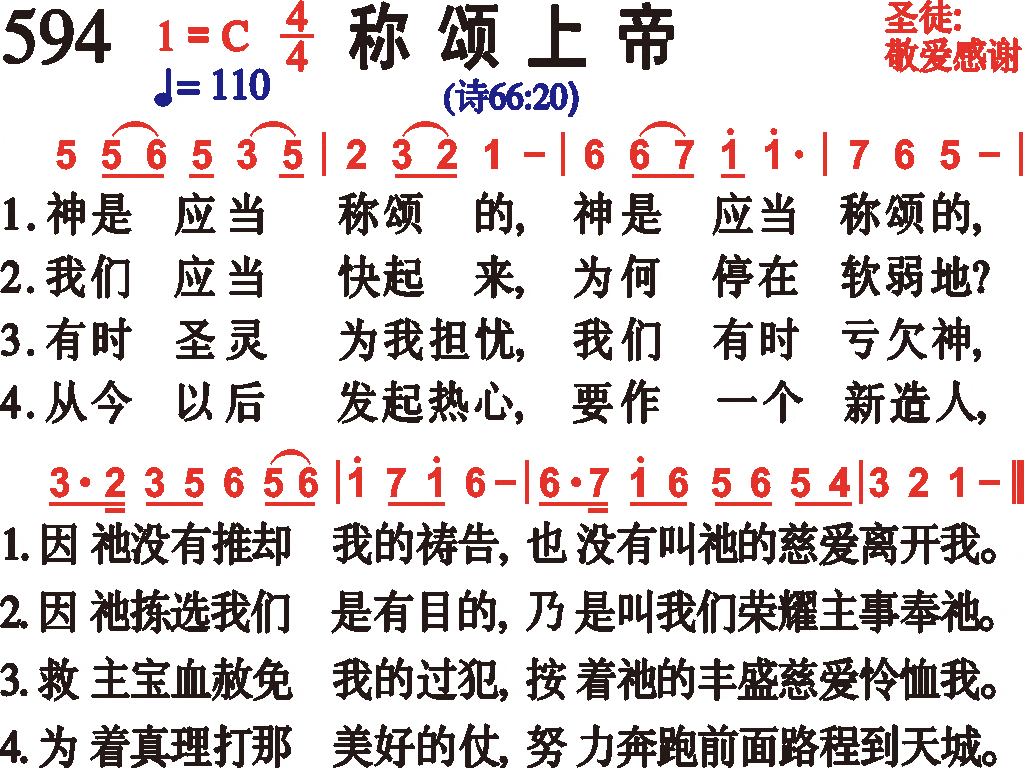 594 1=C 4/4 称颂上帝 圣徒:
♩=110 (诗66:20) 敬爱感谢
5 5 6 5 3 5 | 2 3 2 1 – | 6 6 7 i i· | 7 6 5 – |
1.神是 应当 称颂 的, 神是 应当 称颂的,
2.我们 应当 快起 来, 为何 停在 软弱地?
3.有时 圣灵 为我担忧, 我们 有时 亏欠神,
4.从今 以后 发起热心, 要作 一个 新造人,
3·2 3 5 6 5 6 | i 7 i 6 – | 6·7 i 6 5 6 5 4 | 3 2 1 – ‖
1.因 祂没有推却 我的祷告, 也 没有叫祂的慈爱离开我。
2.因 祂拣选我们 是有目的, 乃 是叫我们荣耀主事奉祂。
3.救 主宝血赦免 我的过犯, 按 着祂的丰盛慈爱怜恤我。
4.为 着真理打那 美好的仗, 努 力奔跑前面路程到天城。